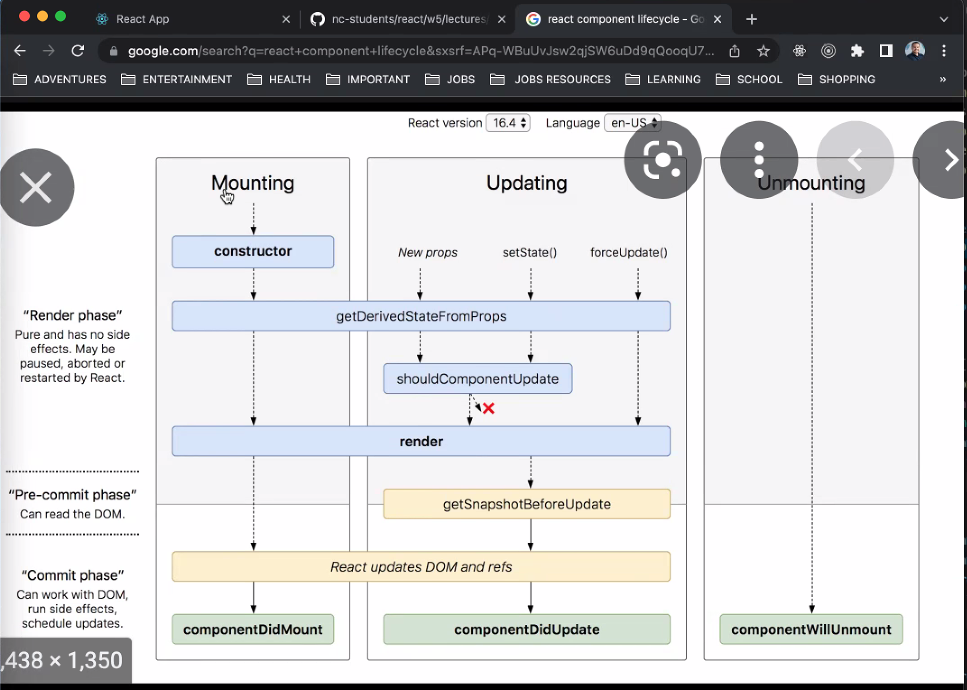 React App
nc-students/react/w5/lectures/
react component lifecycle - Go
google.com/search?q=react+component+lifecycle&sxsrf=APq-WBuUvJsw2qjSW6uDd9qQooqU7...
ADVENTURES
ENTERTAINMENT
HEALTH
IMPORTANT
JOBS
JOBS RESOURCES
LEARNING
SCHOOL
SHOPPING
»
React version 16.4 Language en-US
Mounting
Updating
Unmounting
constructor
New props
setState()
forceUpdate()
“Render phase”
Pure and has no side
effects. May be
paused, aborted or
restarted by React.
getDerivedStateFromProps
shouldComponentUpdate
render
“Pre-commit phase”
Can read the DOM.
getSnapshotBeforeUpdate
“Commit phase”
Can work with DOM,
run side effects,
schedule updates.
React updates DOM and refs
componentDidMount
componentDidUpdate
componentWillUnmount
,438 × 1,350